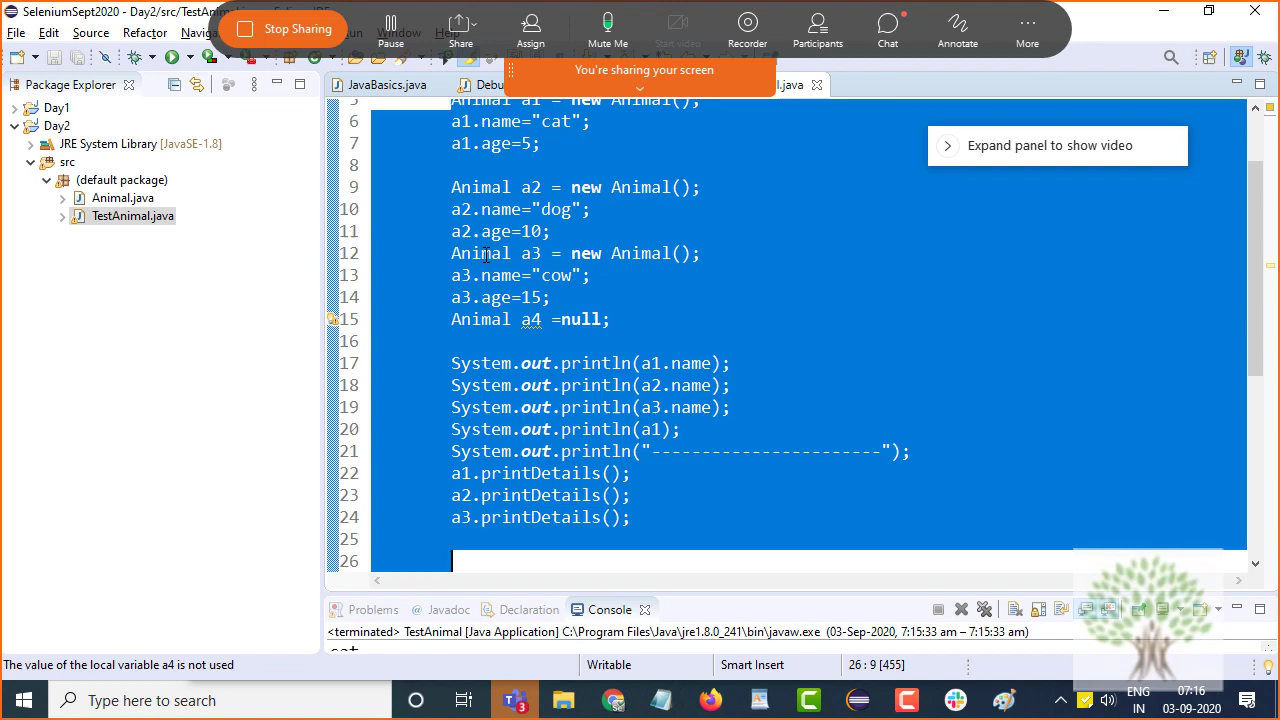 SeleniumSept2020 - Day2/src/TestAnimal
File Edit Source Refactor Naviga un Window Help
Stop Sharing
Pause Share Assign Mute Me Start video Recorder Participants Chat Annotate More
You're sharing your screen
Package Explorer
JavaBasics.java Debu l.java
Expand panel to show video
Day1
Day2
JRE System Library [JavaSE-1.8]
src
(default package)
Animal.java
TestAnimal.java
5 Animal a1 = new Animal();
6 a1.name="cat";
7 a1.age=5;
8
9 Animal a2 = new Animal();
10 a2.name="dog";
11 a2.age=10;
12 Animal a3 = new Animal();
13 a3.name="cow";
14 a3.age=15;
15 Animal a4 =null;
16
17 System.out.println(a1.name);
18 System.out.println(a2.name);
19 System.out.println(a3.name);
20 System.out.println(a1);
21 System.out.println("-----------------------");
22 a1.printDetails();
23 a2.printDetails();
24 a3.printDetails();
25
26
Problems Javadoc Declaration Console
<terminated> TestAnimal [Java Application] C:\Program Files\Java\jre1.8.0_241\bin\javaw.exe (03-Sep-2020, 7:15:33 am – 7:15:33 am)
cat
The value of the local variable a4 is not used Writable Smart Insert 26 : 9 [455]
Type here to search
3
ENG 07:16
IN 03-09-2020